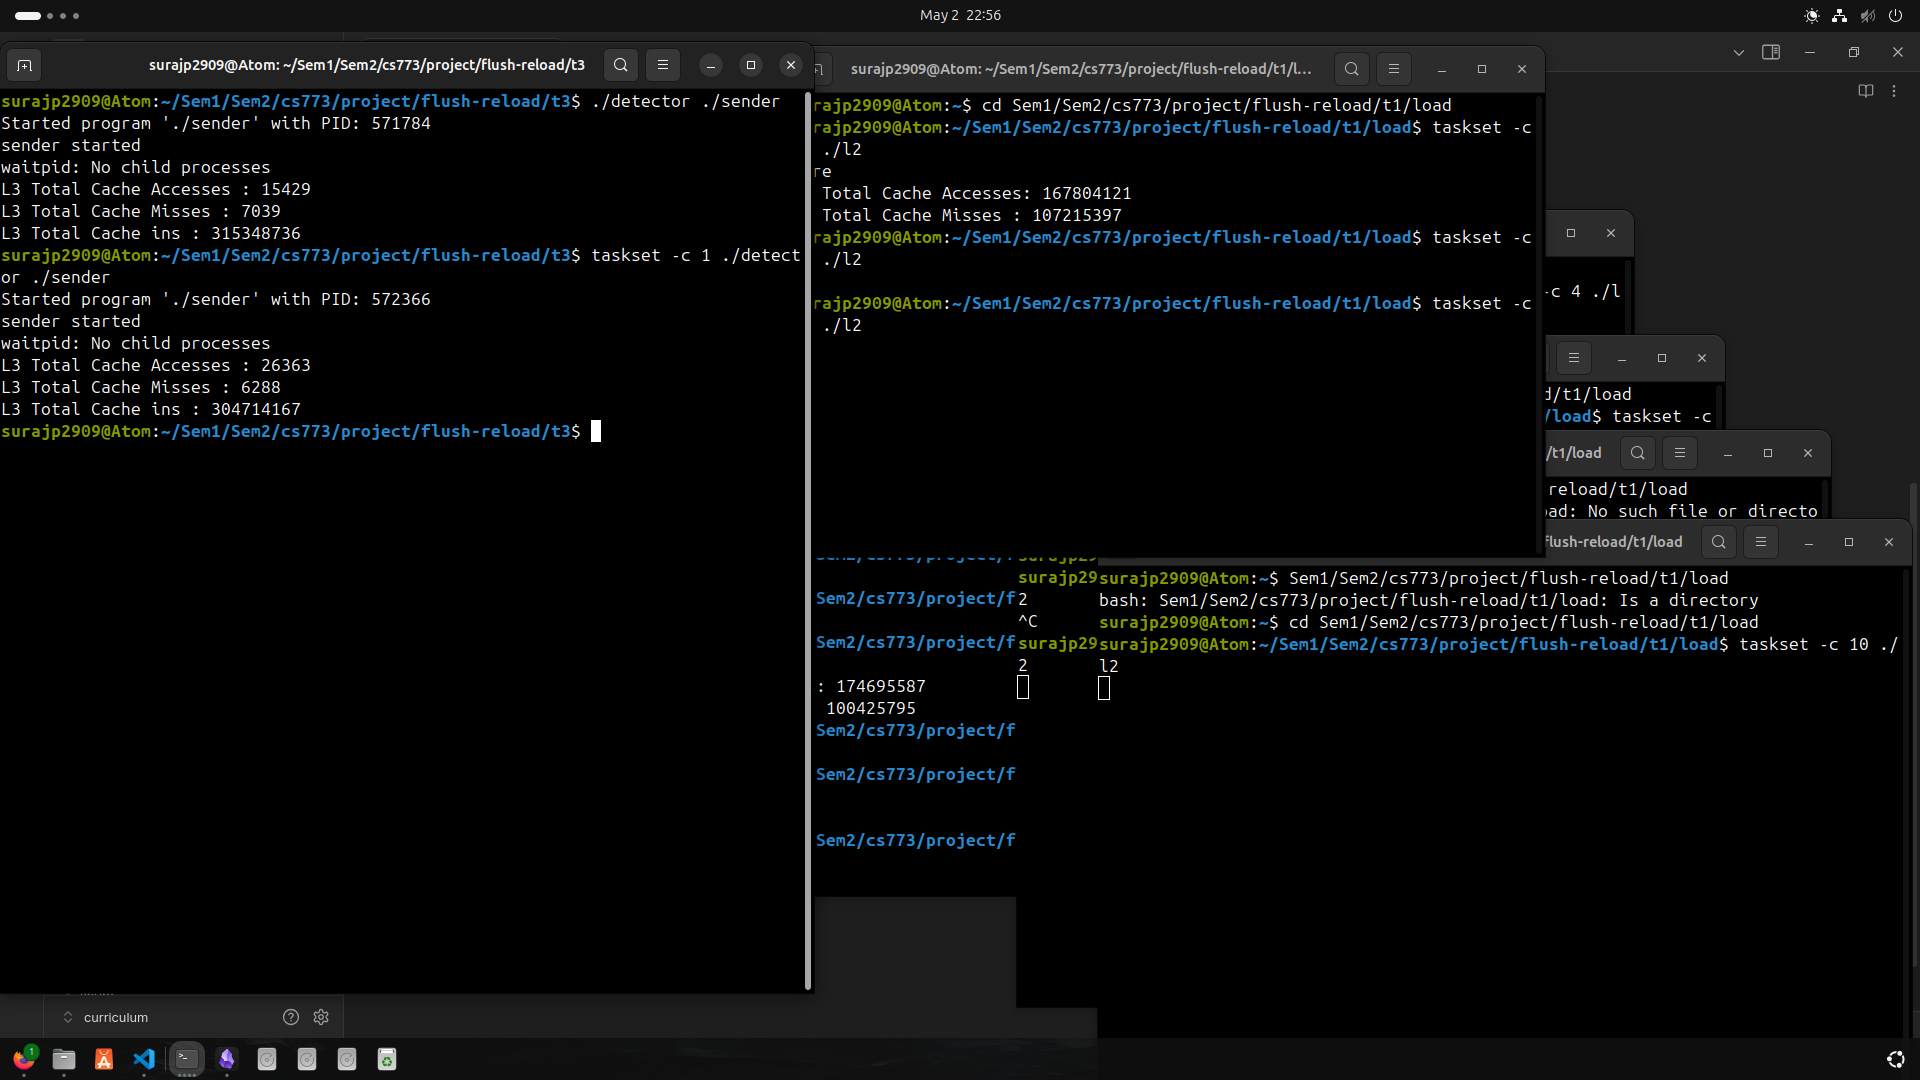 May 2 22:56
surajp2909@Atom: ~/Sem1/Sem2/cs773/project/flush-reload/t3
surajp2909@Atom:~/Sem1/Sem2/cs773/project/flush-reload/t3$ ./detector ./sender
Started program './sender' with PID: 571784
sender started
waitpid: No child processes
L3 Total Cache Accesses : 15429
L3 Total Cache Misses : 7039
L3 Total Cache ins : 315348736
surajp2909@Atom:~/Sem1/Sem2/cs773/project/flush-reload/t3$ taskset -c 1 ./detect
or ./sender
Started program './sender' with PID: 572366
sender started
waitpid: No child processes
L3 Total Cache Accesses : 26363
L3 Total Cache Misses : 6288
L3 Total Cache ins : 304714167
surajp2909@Atom:~/Sem1/Sem2/cs773/project/flush-reload/t3$
surajp2909@Atom: ~/Sem1/Sem2/cs773/project/flush-reload/t1/l...
rajp2909@Atom:~$ cd Sem1/Sem2/cs773/project/flush-reload/t1/load
rajp2909@Atom:~/Sem1/Sem2/cs773/project/flush-reload/t1/load$ taskset -c
./l2
re
Total Cache Accesses: 167804121
Total Cache Misses : 107215397
rajp2909@Atom:~/Sem1/Sem2/cs773/project/flush-reload/t1/load$ taskset -c
./l2
rajp2909@Atom:~/Sem1/Sem2/cs773/project/flush-reload/t1/load$ taskset -c
./l2
-c 4 ./l
d/t1/load
/load$ taskset -c
/t1/load
reload/t1/load
oad: No such file or directo
flush-reload/t1/load
surajp2909@Atom:~$ Sem1/Sem2/cs773/project/flush-reload/t1/load
bash: Sem1/Sem2/cs773/project/flush-reload/t1/load: Is a directory
surajp2909@Atom:~$ cd Sem1/Sem2/cs773/project/flush-reload/t1/load
surajp2909@Atom:~/Sem1/Sem2/cs773/project/flush-reload/t1/load$ taskset -c 10 ./
l2
surajp29
2
^C
surajp29
2
Sem2/cs773/project/f
Sem2/cs773/project/f
: 174695587
100425795
Sem2/cs773/project/f
Sem2/cs773/project/f
Sem2/cs773/project/f
curriculum
1